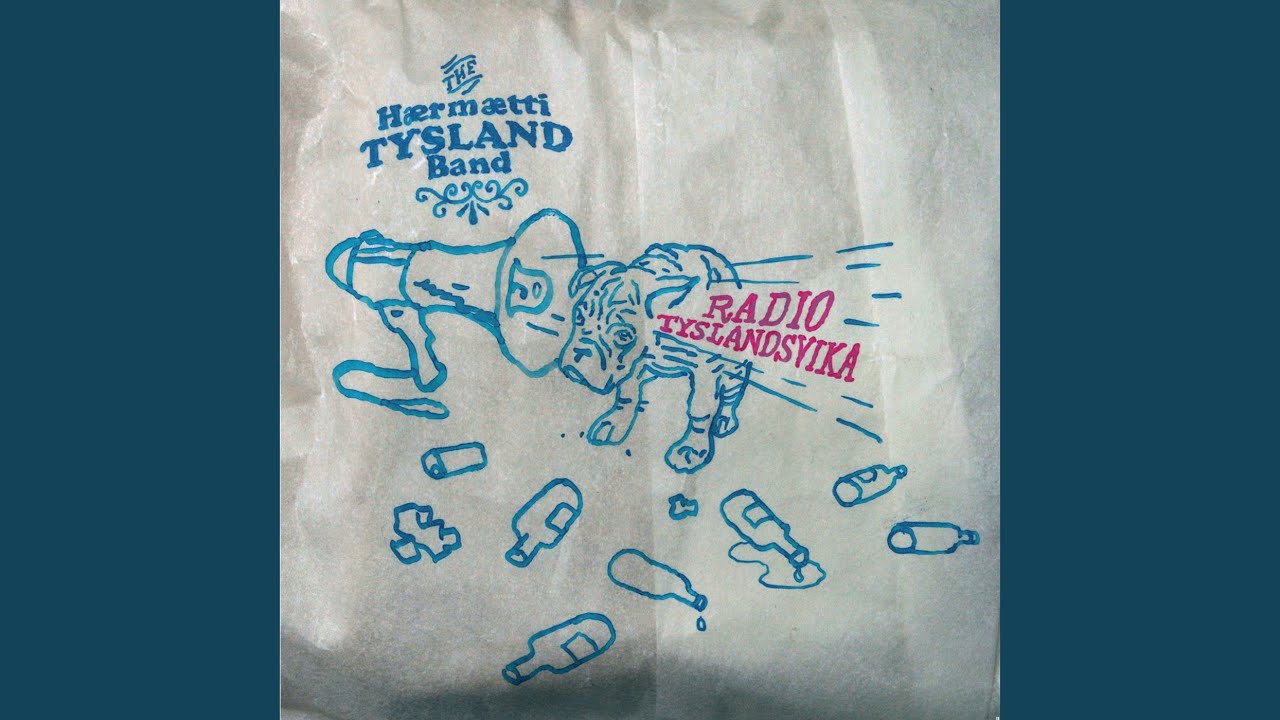 THE
Hærmætti
TYSLAND
Band
RADIO
TYSLANDSVIKA